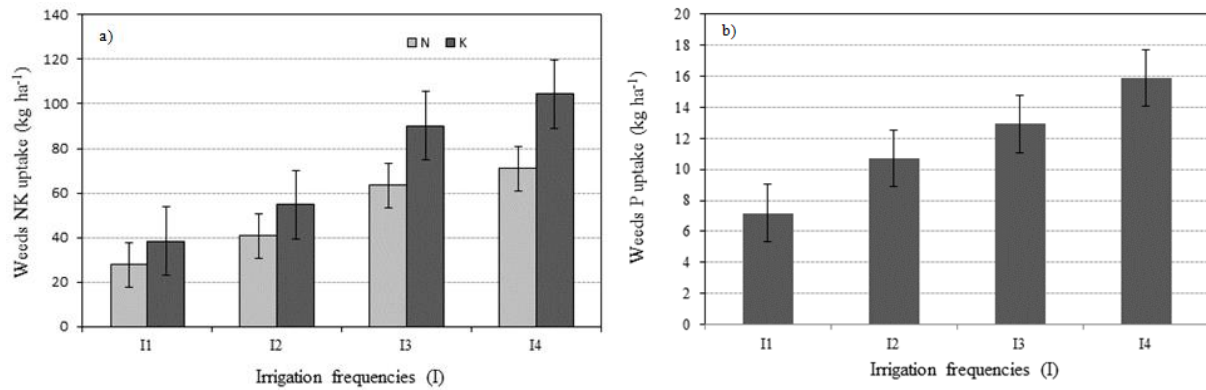 a)
N K
Weeds NK uptake (kg ha⁻¹)
140
120
100
80
60
40
20
0
I1 I2 I3 I4
Irrigation frequencies (I)
b)
Weeds P uptake (kg ha⁻¹)
20
18
16
14
12
10
8
6
4
2
0
I1 I2 I3 I4
Irrigation frequencies (I)